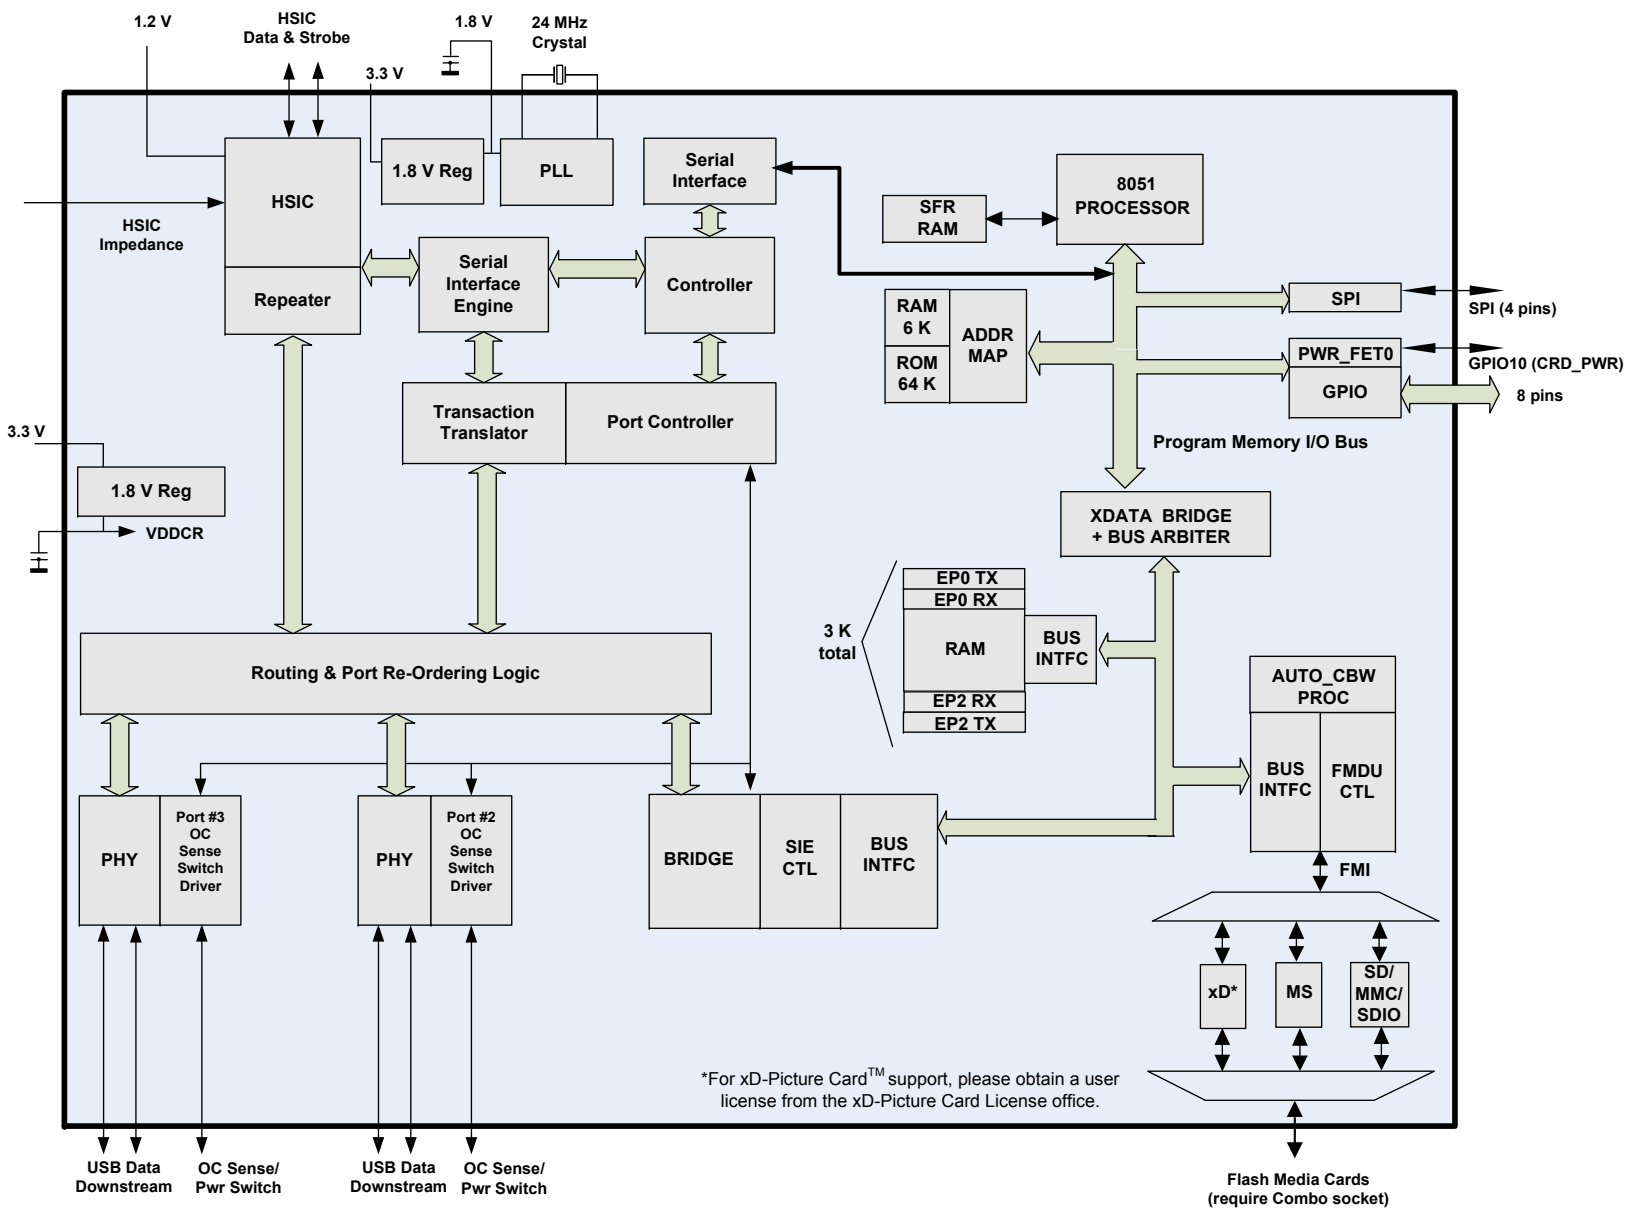 1.2 V
HSIC
Data & Strobe
3.3 V
1.8 V
24 MHz
Crystal
HSIC
1.8 V Reg
PLL
Serial
Interface
8051
PROCESSOR
SFR
RAM
HSIC
Impedance
Repeater
Serial
Interface
Engine
Controller
RAM
6 K
ROM
64 K
ADDR
MAP
SPI
SPI (4 pins)
PWR_FET0
GPIO10 (CRD_PWR)
GPIO
8 pins
Transaction
Translator
Port Controller
Program Memory I/O Bus
3.3 V
1.8 V Reg
VDDCR
XDATA BRIDGE
+ BUS ARBITER
3 K
total
EP0 TX
EP0 RX
RAM
EP2 RX
EP2 TX
BUS
INTFC
Routing & Port Re-Ordering Logic
AUTO_CBW
PROC
BUS
INTFC
FMDU
CTL
PHY
Port #3
OC
Sense
Switch
Driver
PHY
Port #2
OC
Sense
Switch
Driver
BRIDGE
SIE
CTL
BUS
INTFC
FMI
xD*
MS
SD/
MMC/
SDIO
*For xD-Picture Card™ support, please obtain a user
license from the xD-Picture Card License office.
USB Data
Downstream
OC Sense/
Pwr Switch
USB Data
Downstream
OC Sense/
Pwr Switch
Flash Media Cards
(require Combo socket)